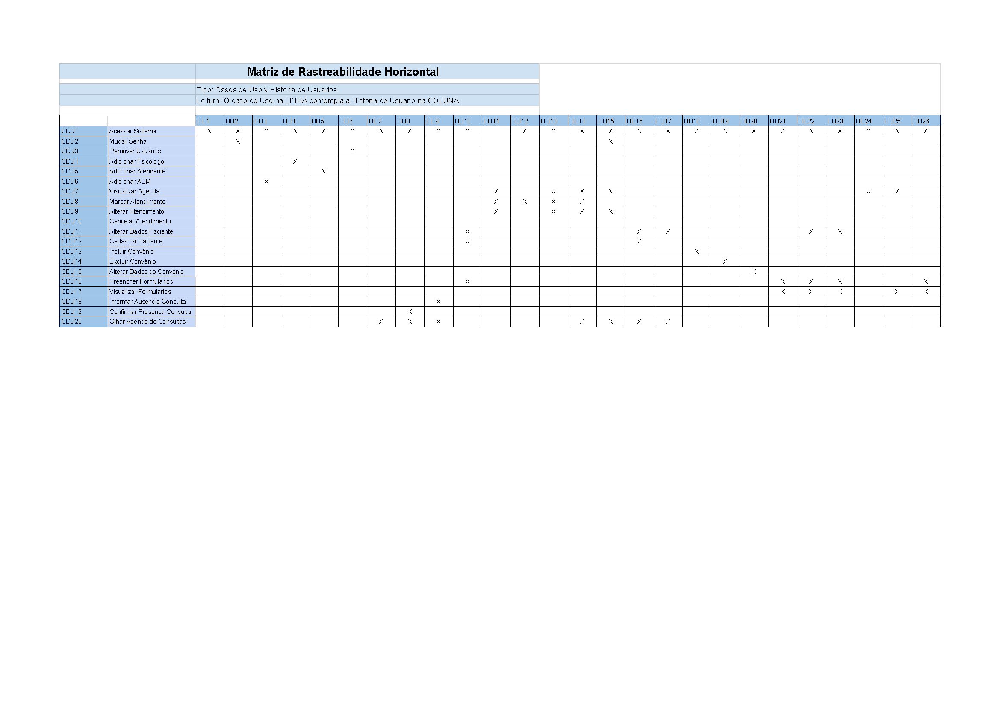 Matriz de Rastreabilidade Horizontal
Tipo: Casos de Uso x Historia de Usuarios
Leitura: O caso de Uso na LINHA contempla a Historia de Usuario na COLUNA
HU1 HU2 HU3 HU4 HU5 HU6 HU7 HU8 HU9 HU10 HU11 HU12 HU13 HU14 HU15 HU16 HU17 HU18 HU19 HU20 HU21 HU22 HU23 HU24 HU25 HU26
CDU1 Acessar Sistema X X X X X X X X X X X X X X X X X X X X X X X X X
CDU2 Mudar Senha X X
CDU3 Remover Usuarios X
CDU4 Adicionar Psicologo X
CDU5 Adicionar Atendente X
CDU6 Adicionar ADM X
CDU7 Visualizar Agenda X X X X X X
CDU8 Marcar Atendimento X X X X
CDU9 Alterar Atendimento X X X X
CDU10 Cancelar Atendimento
CDU11 Alterar Dados Paciente X X X X X
CDU12 Cadastrar Paciente X X
CDU13 Incluir Convênio X
CDU14 Excluir Convênio X
CDU15 Alterar Dados do Convênio X
CDU16 Preencher Formularios X X X X X
CDU17 Visualizar Formularios X X X X X
CDU18 Informar Ausencia Consulta X
CDU19 Confirmar Presença Consulta X
CDU20 Olhar Agenda de Consultas X X X X X X X